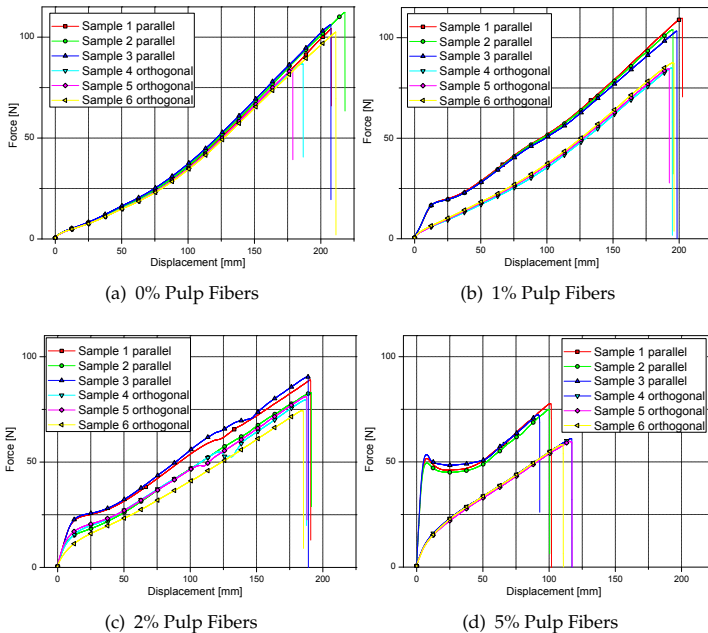 Sample 1 parallel
Sample 2 parallel
Sample 3 parallel
Sample 4 orthogonal
Sample 5 orthogonal
Sample 6 orthogonal
100
50
0
Force [N]
0 50 100 150 200
Displacement [mm]
(a) 0% Pulp Fibers
Sample 1 parallel
Sample 2 parallel
Sample 3 parallel
Sample 4 orthogonal
Sample 5 orthogonal
Sample 6 orthogonal
100
50
0
Force [N]
0 50 100 150 200
Displacement [mm]
(b) 1% Pulp Fibers
Sample 1 parallel
Sample 2 parallel
Sample 3 parallel
Sample 4 orthogonal
Sample 5 orthogonal
Sample 6 orthogonal
100
50
0
Force [N]
0 50 100 150 200
Displacement [mm]
(c) 2% Pulp Fibers
Sample 1 parallel
Sample 2 parallel
Sample 3 parallel
Sample 4 orthogonal
Sample 5 orthogonal
Sample 6 orthogonal
100
50
0
Force [N]
0 50 100 150 200
Displacement [mm]
(d) 5% Pulp Fibers